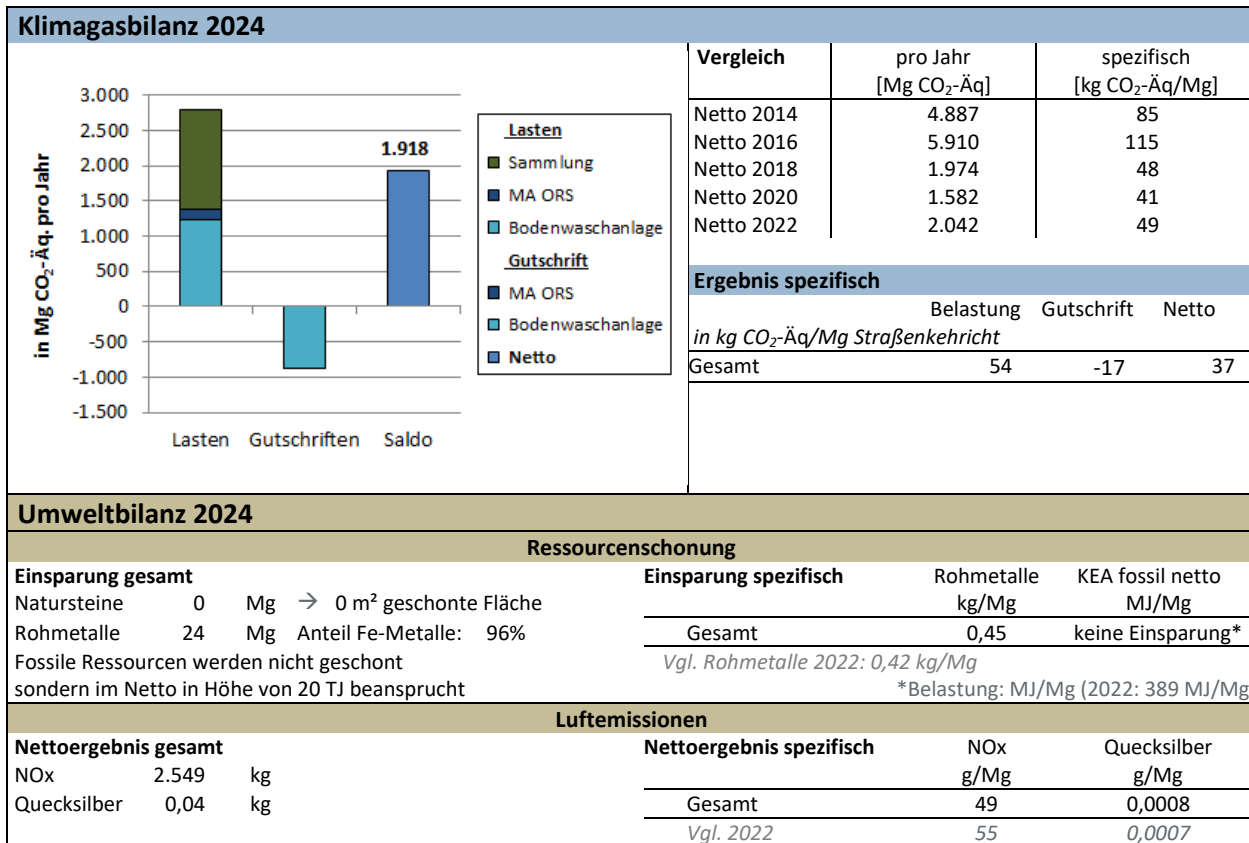 Klimagasbilanz 2024
in Mg CO₂-Äq. pro Jahr
3.000
2.500
2.000
1.500
1.000
500
0
-500
-1.000
-1.500
1.918
Lasten Gutschriften Saldo
Lasten
Sammlung
MA ORS
Bodenwaschanlage
Gutschrift
MA ORS
Bodenwaschanlage
Netto
Vergleich pro Jahr spezifisch
[Mg CO₂-Äq] [kg CO₂-Äq/Mg]
Netto 2014 4.887 85
Netto 2016 5.910 115
Netto 2018 1.974 48
Netto 2020 1.582 41
Netto 2022 2.042 49
Ergebnis spezifisch
Belastung Gutschrift Netto
in kg CO₂-Äq/Mg Straßenkehricht
Gesamt 54 -17 37
Umweltbilanz 2024
Ressourcenschonung
Einsparung gesamt
Natursteine 0 Mg → 0 m² geschonte Fläche
Rohmetalle 24 Mg Anteil Fe-Metalle: 96%
Fossile Ressourcen werden nicht geschont
sondern im Netto in Höhe von 20 TJ beansprucht
Einsparung spezifisch Rohmetalle KEA fossil netto
kg/Mg MJ/Mg
Gesamt 0,45 keine Einsparung*
Vgl. Rohmetalle 2022: 0,42 kg/Mg
*Belastung: MJ/Mg (2022: 389 MJ/Mg
Luftemissionen
Nettoergebnis gesamt
NOx 2.549 kg
Quecksilber 0,04 kg
Nettoergebnis spezifisch NOx Quecksilber
g/Mg g/Mg
Gesamt 49 0,0008
Vgl. 2022 55 0,0007